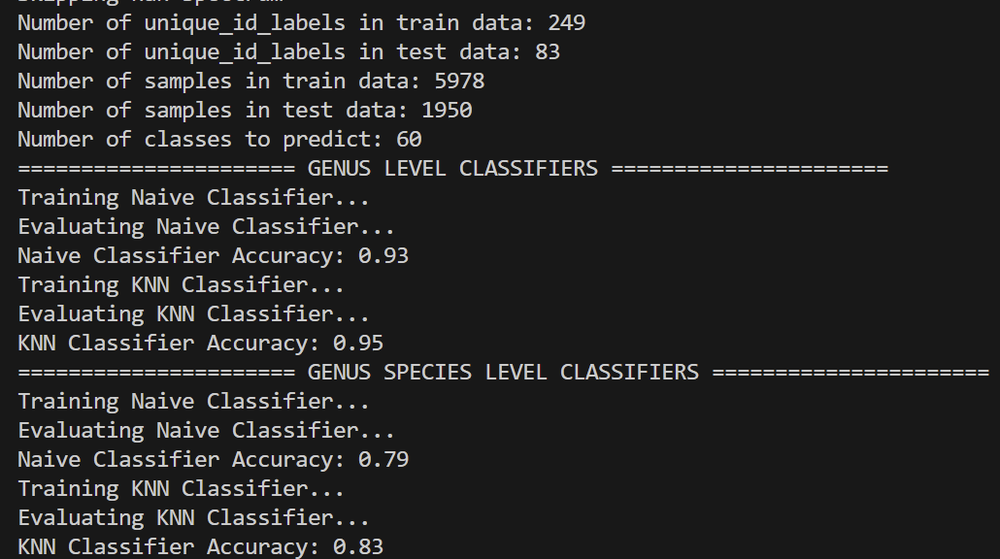 Number of unique_id_labels in train data: 249
Number of unique_id_labels in test data: 83
Number of samples in train data: 5978
Number of samples in test data: 1950
Number of classes to predict: 60
====================== GENUS LEVEL CLASSIFIERS ======================
Training Naive Classifier...
Evaluating Naive Classifier...
Naive Classifier Accuracy: 0.93
Training KNN Classifier...
Evaluating KNN Classifier...
KNN Classifier Accuracy: 0.95
====================== GENUS SPECIES LEVEL CLASSIFIERS ======================
Training Naive Classifier...
Evaluating Naive Classifier...
Naive Classifier Accuracy: 0.79
Training KNN Classifier...
Evaluating KNN Classifier...
KNN Classifier Accuracy: 0.83